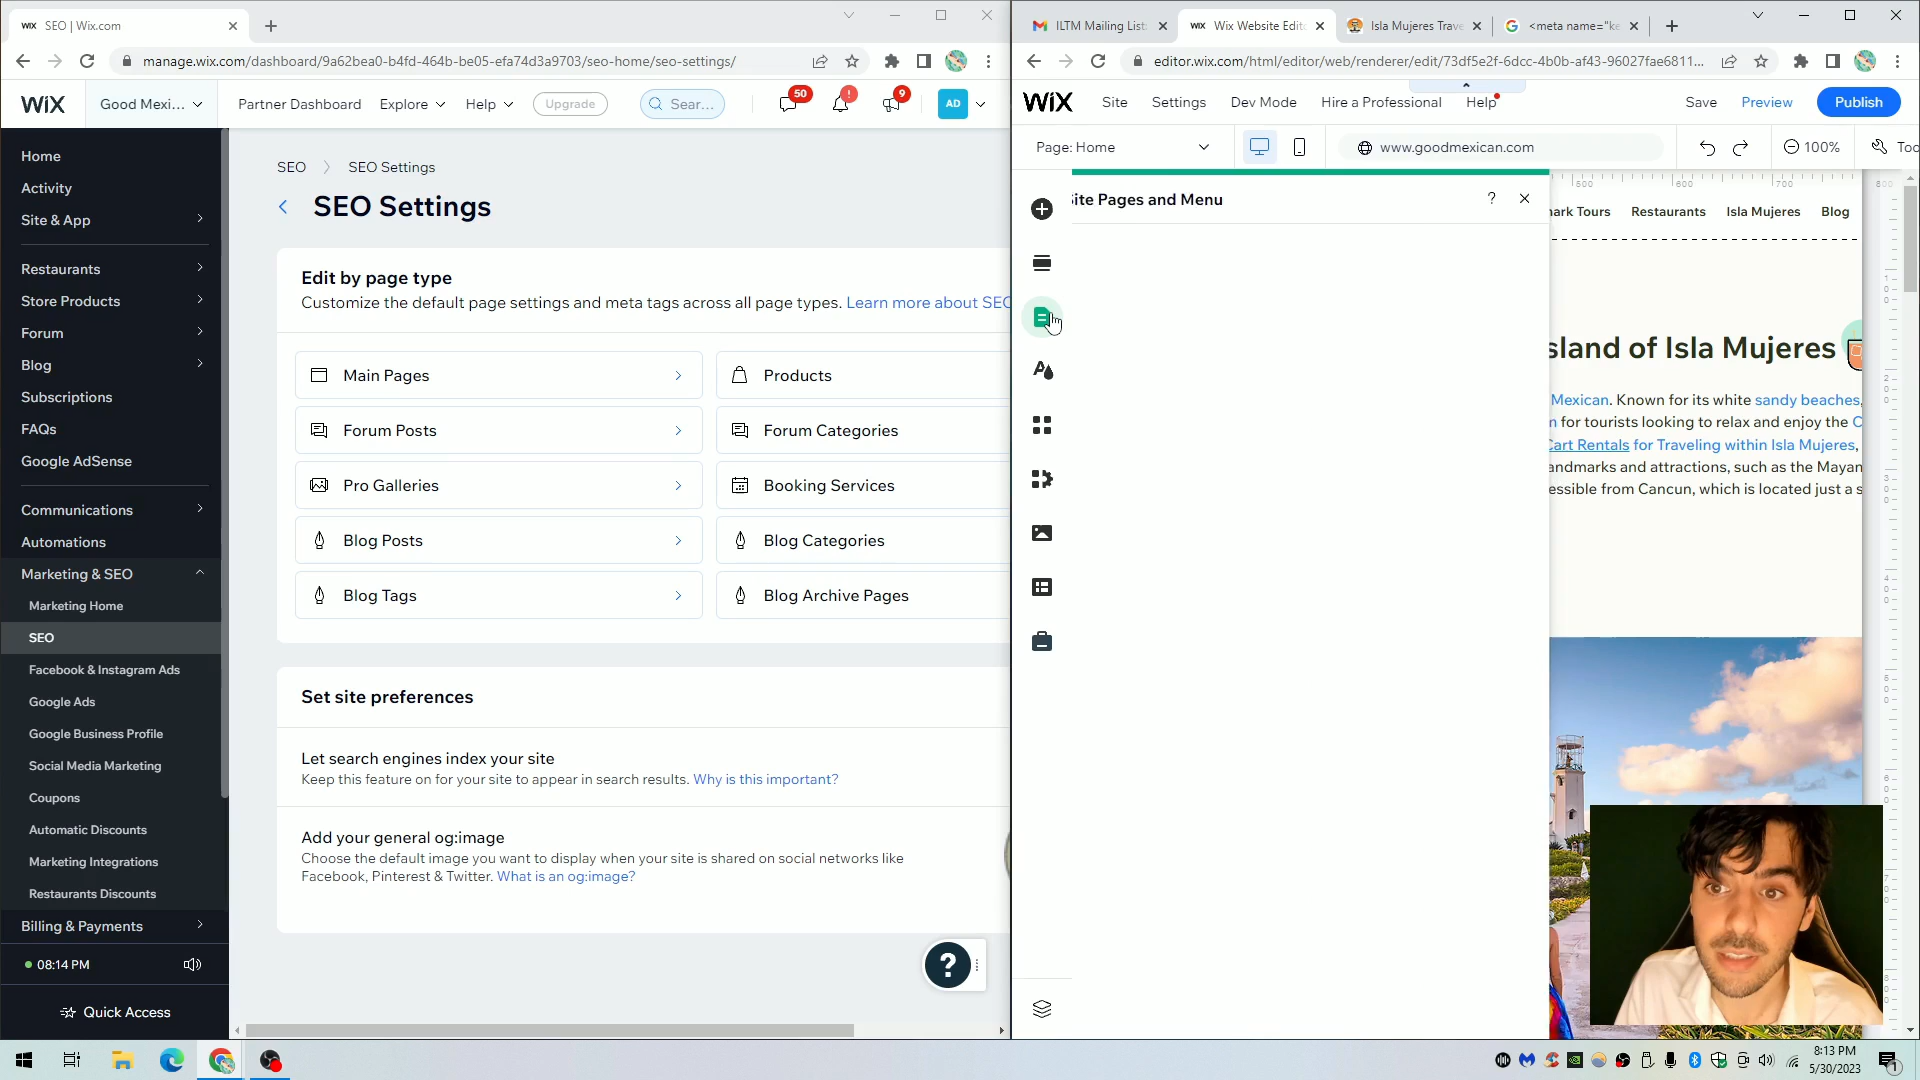 WiX SEO | Wix.com
manage.wix.com/dashboard/9a62bea0-b4fd-464b-be05-efa74d3a9703/seo-home/seo-settings/
WiX
Good Mexi...
Partner Dashboard
Explore
Help
Upgrade
Sear...
50
!
9
AD
Home
Activity
Site & App
Restaurants
Store Products
Forum
Blog
Subscriptions
FAQs
Google AdSense
Communications
Automations
Marketing & SEO
Marketing Home
SEO
Facebook & Instagram Ads
Google Ads
Google Business Profile
Social Media Marketing
Coupons
Automatic Discounts
Marketing Integrations
Restaurants Discounts
Billing & Payments
08:14 PM
Quick Access
SEO > SEO Settings
SEO Settings
Edit by page type
Customize the default page settings and meta tags across all page types. Learn more about SEO
Main Pages
Products
Forum Posts
Forum Categories
Pro Galleries
Booking Services
Blog Posts
Blog Categories
Blog Tags
Blog Archive Pages
Set site preferences
Let search engines index your site
Keep this feature on for your site to appear in search results. Why is this important?
Add your general og:image
Choose the default image you want to display when your site is shared on social networks like
Facebook, Pinterest & Twitter. What is an og:image?
?
ILTM Mailing List
WiX Wix Website Edito
Isla Mujeres Trave
<meta name="ke
editor.wix.com/html/editor/web/renderer/edit/73df5e2f-6dcc-4b0b-af43-96027fae6811...
WiX
Site
Settings
Dev Mode
Hire a Professional
Help
Save
Preview
Publish
Page: Home
www.goodmexican.com
100%
Too
ite Pages and Menu
?
500
600
700
800
ark Tours
Restaurants
Isla Mujeres
Blog
sland of Isla Mujeres
Mexican. Known for its white sandy beaches,
n for tourists looking to relax and enjoy the C
Cart Rentals for Traveling within Isla Mujeres,
andmarks and attractions, such as the Mayan
essible from Cancun, which is located just a s
8:13 PM
5/30/2023
1